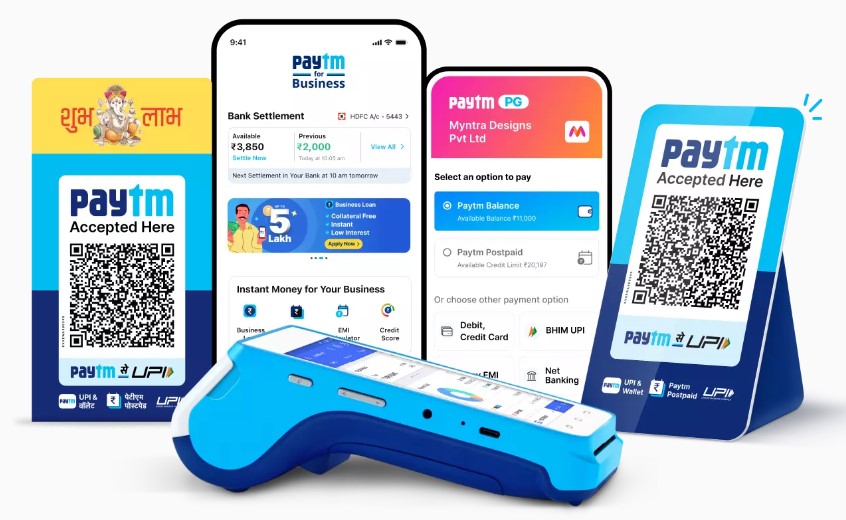 शुभ लाभ
paytm
Accepted Here
paytm से UPI
paytm UPI & वॉलेट
₹ पेटीएम पोस्टपेड
UPI
9:41
paytm
for
Business
Bank Settlement
HDFC A/c - 5443 >
Available
₹3,850
Settle Now
Previous
₹2,000
Today at 10:05 am
View All >
Next Settlement in Your Bank at 10 am tomorrow
UP TO
₹5
Lakh
Business Loan
Collateral Free
Instant
Low Interest
Apply Now >
Instant Money for Your Business
Business
EMI
Credit
Score
paytm PG
Myntra Designs
Pvt Ltd
Select an option to pay
Paytm Balance
Available Balance ₹11,000
Paytm Postpaid
Available Credit Limit ₹20,197
Or choose other payment option
Debit,
Credit Card
BHIM UPI
EMI
Net
Banking
paytm
Accepted Here
paytm से UPI
paytm UPI &
Wallet
₹ Paytm
Postpaid
UPI